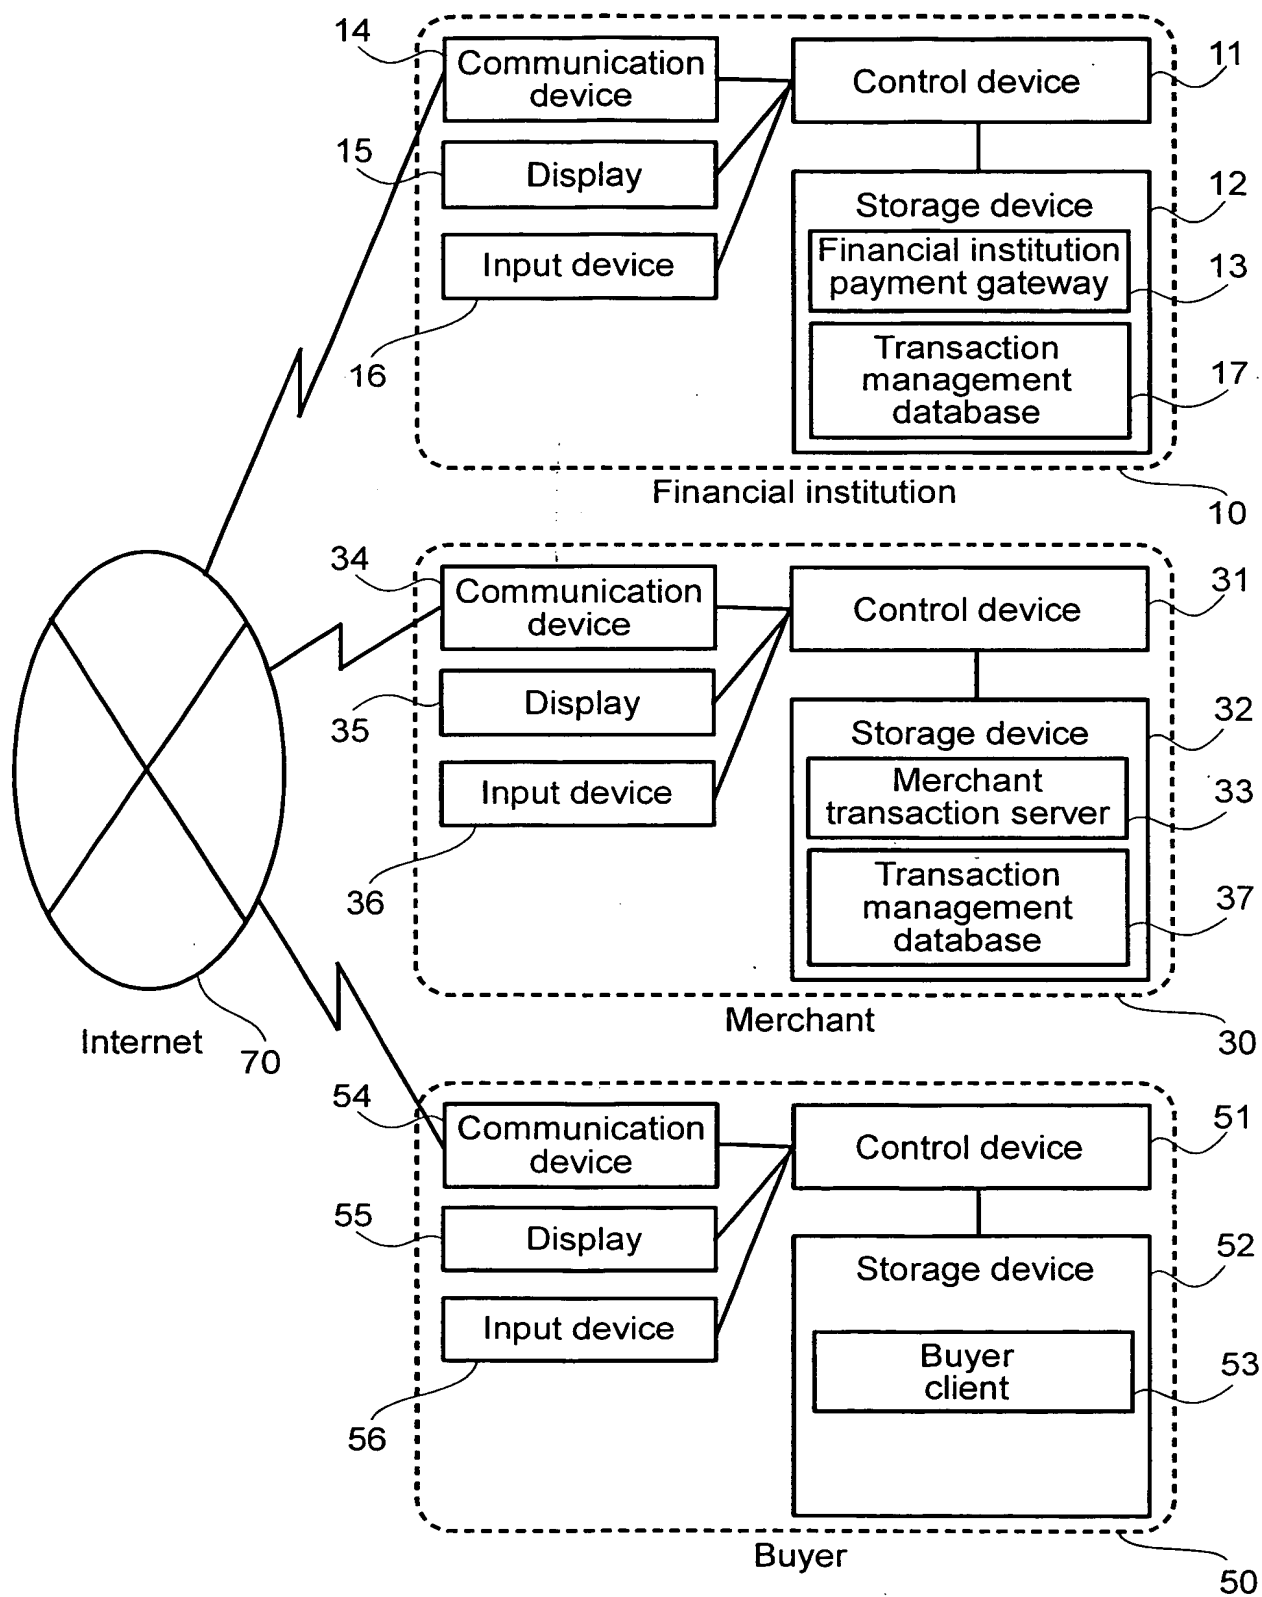 14
Communication
device
Control device
11
15
Display
Storage device
12
Financial institution
payment gateway
13
Input device
16
Transaction
management
database
17
Financial institution
10
34
Communication
device
Control device
31
35
Display
Storage device
32
Merchant
transaction server
33
Input device
36
Transaction
management
database
37
Merchant
30
Internet
70
54
Communication
device
Control device
51
55
Display
Storage device
52
Input device
56
Buyer
client
53
Buyer
50